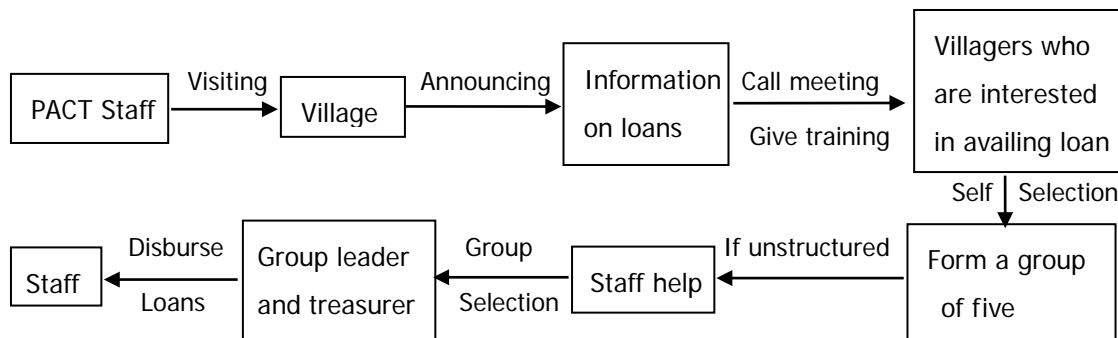 PACT Staff
Visiting
Village
Announcing
Information
on loans
Call meeting
Give training
Villagers who
are interested
in availing loan
Self Selection
Form a group
of five
If unstructured
Staff help
Group
Selection
Group leader
and treasurer
Disburse
Loans
Staff